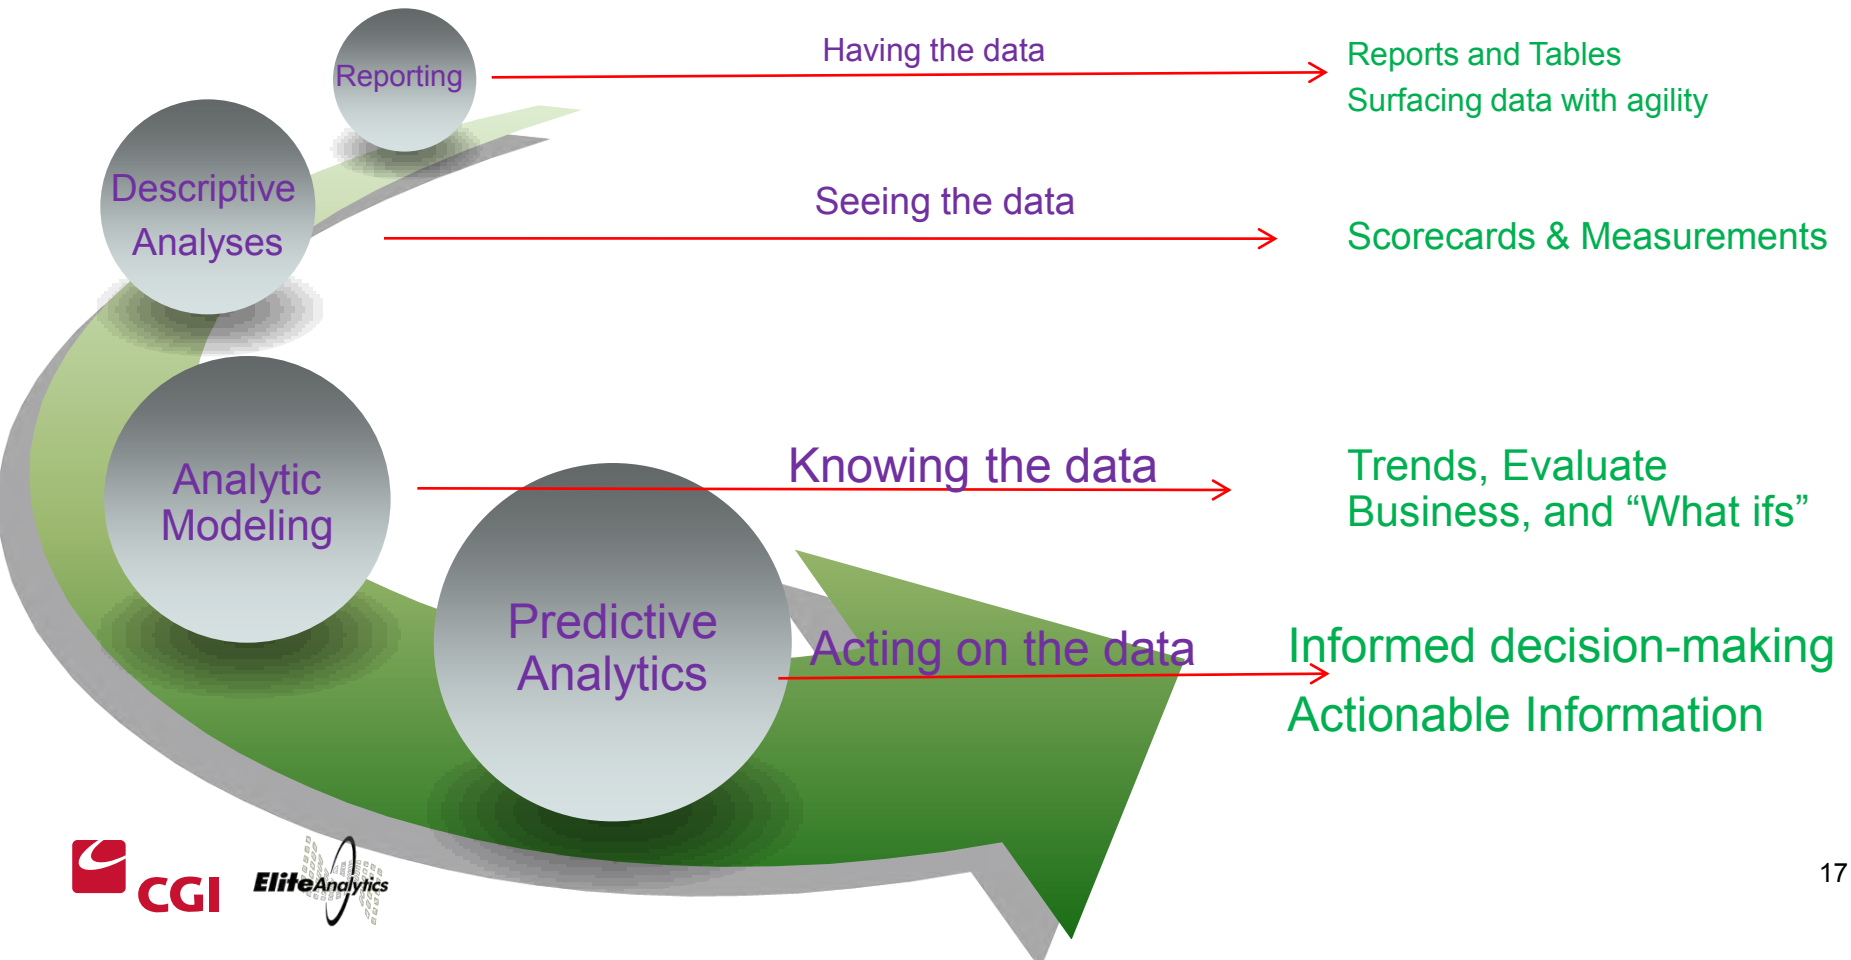 Reporting
Having the data
Reports and Tables
Surfacing data with agility
Descriptive
Analyses
Seeing the data
Scorecards & Measurements
Analytic
Modeling
Knowing the data
Trends, Evaluate
Business, and “What ifs”
Predictive
Analytics
Acting on the data
Informed decision-making
Actionable Information
CGI
EliteAnalytics
17